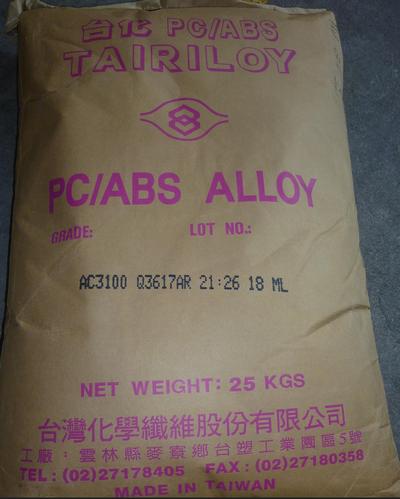 台化 PC/ABS
TAIRILOY
PC/ABS ALLOY
GRADE: LOT NO.:
AC3100 Q3617AR 21:26 18 ML
NET WEIGHT: 25 KGS
台灣化學纖維股份有限公司
工廠：雲林縣麥寮鄉台塑工業園區5號
TEL : (02)27178405 FAX : (02)27180358
MADE IN TAIWAN